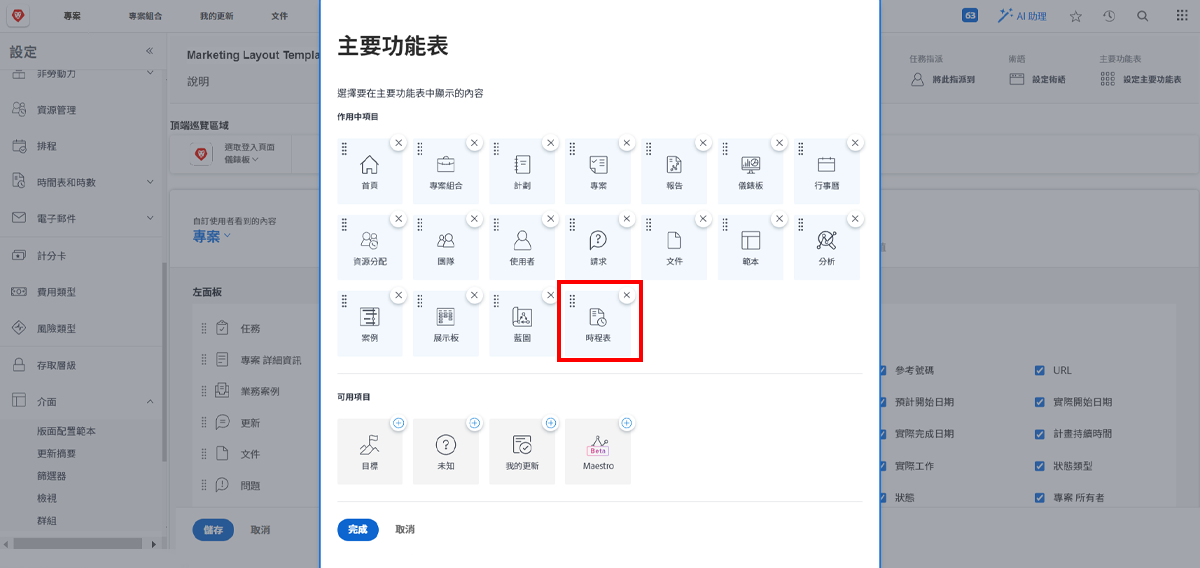 專案 專案組合 我的更新 文件 63 AI 助理
設定
非勞動力
資源管理
排程
時間表和時數
電子郵件
計分卡
費用類型
風險類型
存取層級
介面
版面配置範本
更新摘要
篩選器
檢視
群組
Marketing Layout Templa
說明
任務指派
將此指派到
術語
設定術語
主要功能表
設定主要功能表
頂端巡覽區域
選取登入頁面
儀錶板
自訂使用者看到的內容
專案
左面板
任務
專案 詳細資訊
業務案例
更新
文件
問題
儲存 取消
主要功能表
選擇要在主要功能表中顯示的內容
作用中項目
首頁 專案組合 計劃 專案 報告 儀錶板 行事曆
資源分配 團隊 使用者 請求 文件 範本 分析
案例 展示板 藍圖 時程表
可用項目
目標 未知 我的更新 Beta Maestro
完成 取消
參考號碼 URL
預計開始日期 實際開始日期
實際完成日期 計畫持續時間
實際工作 狀態類型
狀態 專案 所有者